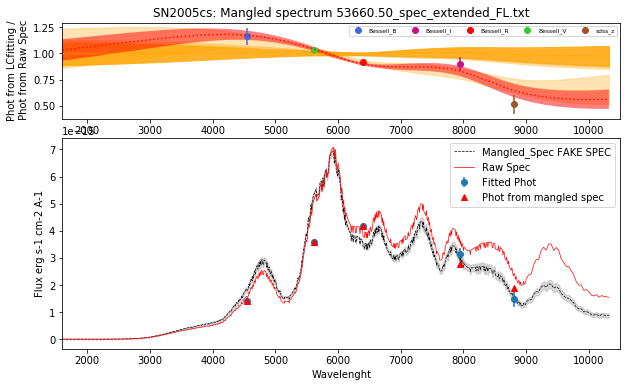 SN2005cs: Mangled spectrum 53660.50_spec_extended_FL.txt
Phot from LCfitting /
Phot from Raw Spec
1.25
1.00
0.75
0.50
Bessell_B
Bessell_I
Bessell_R
Bessell_V
sdss_z
2000 3000 4000 5000 6000 7000 8000 9000 10000
1e−15
Flux erg s-1 cm-2 A-1
7
6
5
4
3
2
1
0
Mangled_Spec FAKE SPEC
Raw Spec
Fitted Phot
Phot from mangled spec
2000 3000 4000 5000 6000 7000 8000 9000 10000
Wavelenght